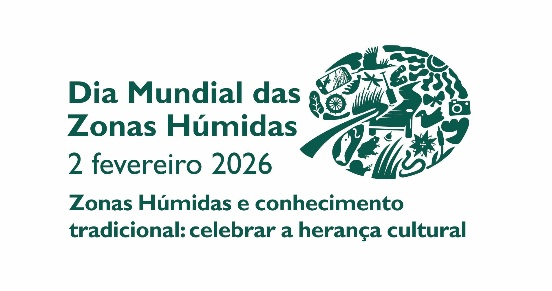 Dia Mundial das
Zonas Húmidas
2 fevereiro 2026
Zonas Húmidas e conhecimento
tradicional: celebrar a herança cultural